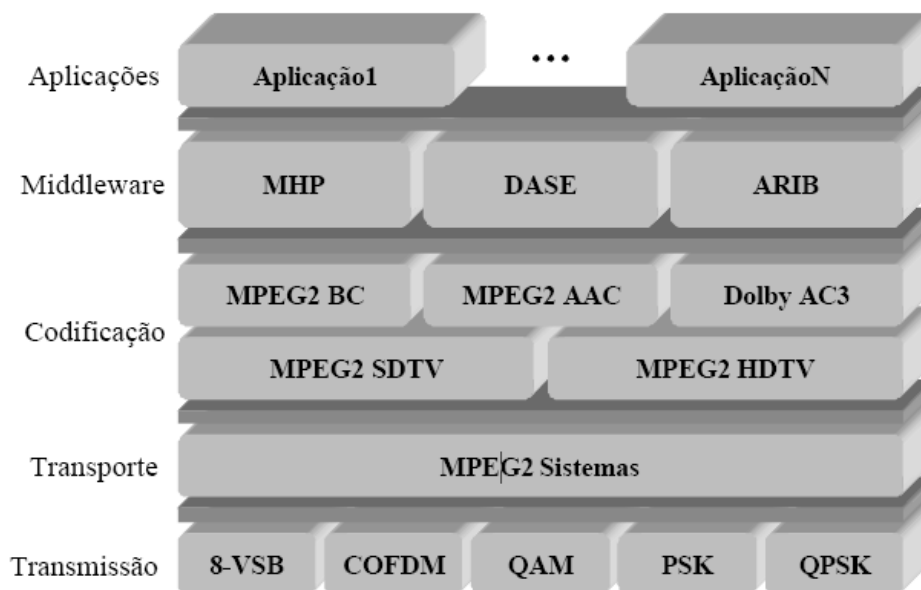 Aplicações Aplicação1 ... AplicaçãoN
Middleware MHP DASE ARIB
MPEG2 BC MPEG2 AAC Dolby AC3
Codificação
MPEG2 SDTV MPEG2 HDTV
Transporte MPEG2 Sistemas
Transmissão 8-VSB COFDM QAM PSK QPSK